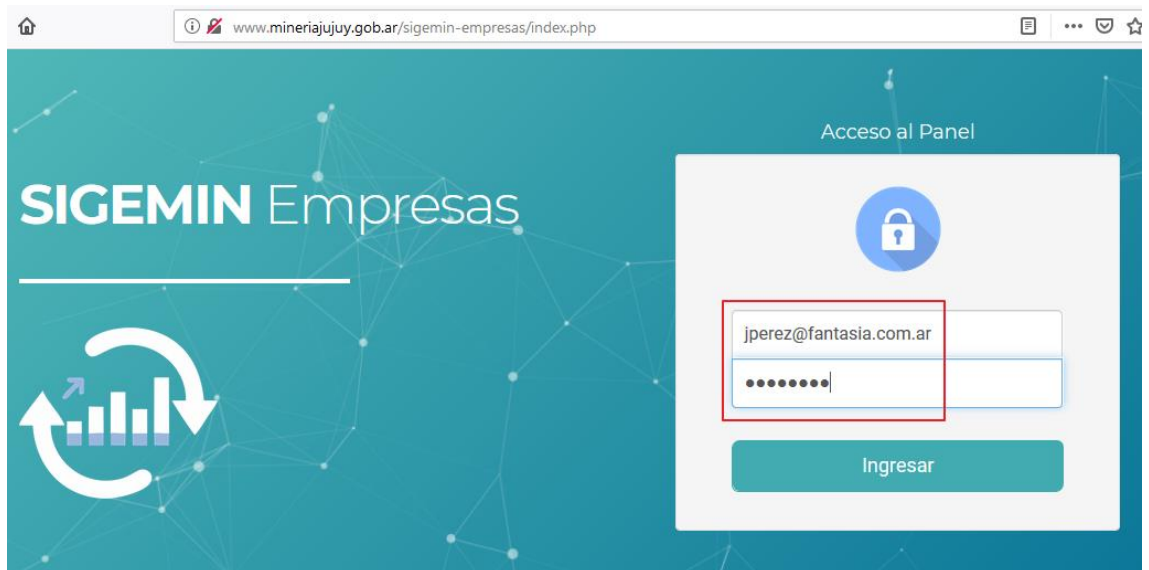 www.mineriajujuy.gob.ar/sigemin-empresas/index.php
Acceso al Panel
SIGEMIN Empresas
jperez@fantasia.com.ar
••••••••
Ingresar